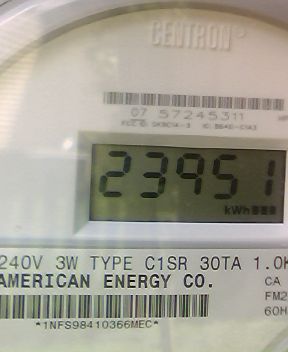 CENTRON®
07 57245311
23951
kWh
240V 3W TYPE C1SR 30TA 1.0K
AMERICAN ENERGY CO.
CA
FM2
60H
*1NFS98410366MEC*